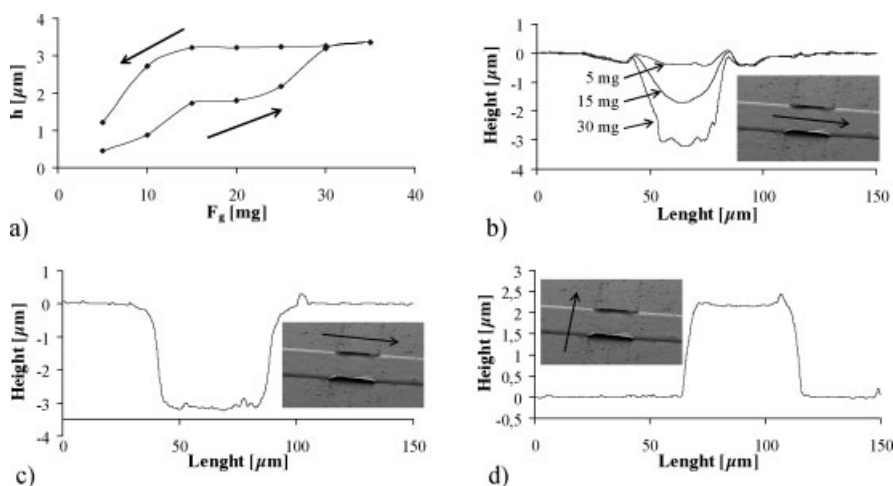 4
3
2
1
0
h [µm]
0 10 20 30 40
F_g [mg]
a)
1
0
-1
-2
-3
-4
Height [µm]
5 mg
15 mg
30 mg
0 50 100 150
Lenght [µm]
b)
1
0
-1
-2
-3
-4
Height [µm]
0 50 100 150
Lenght [µm]
c)
3
2,5
2
1,5
1
0,5
0
-0,5
Height [µm]
0 50 100 150
Lenght [µm]
d)